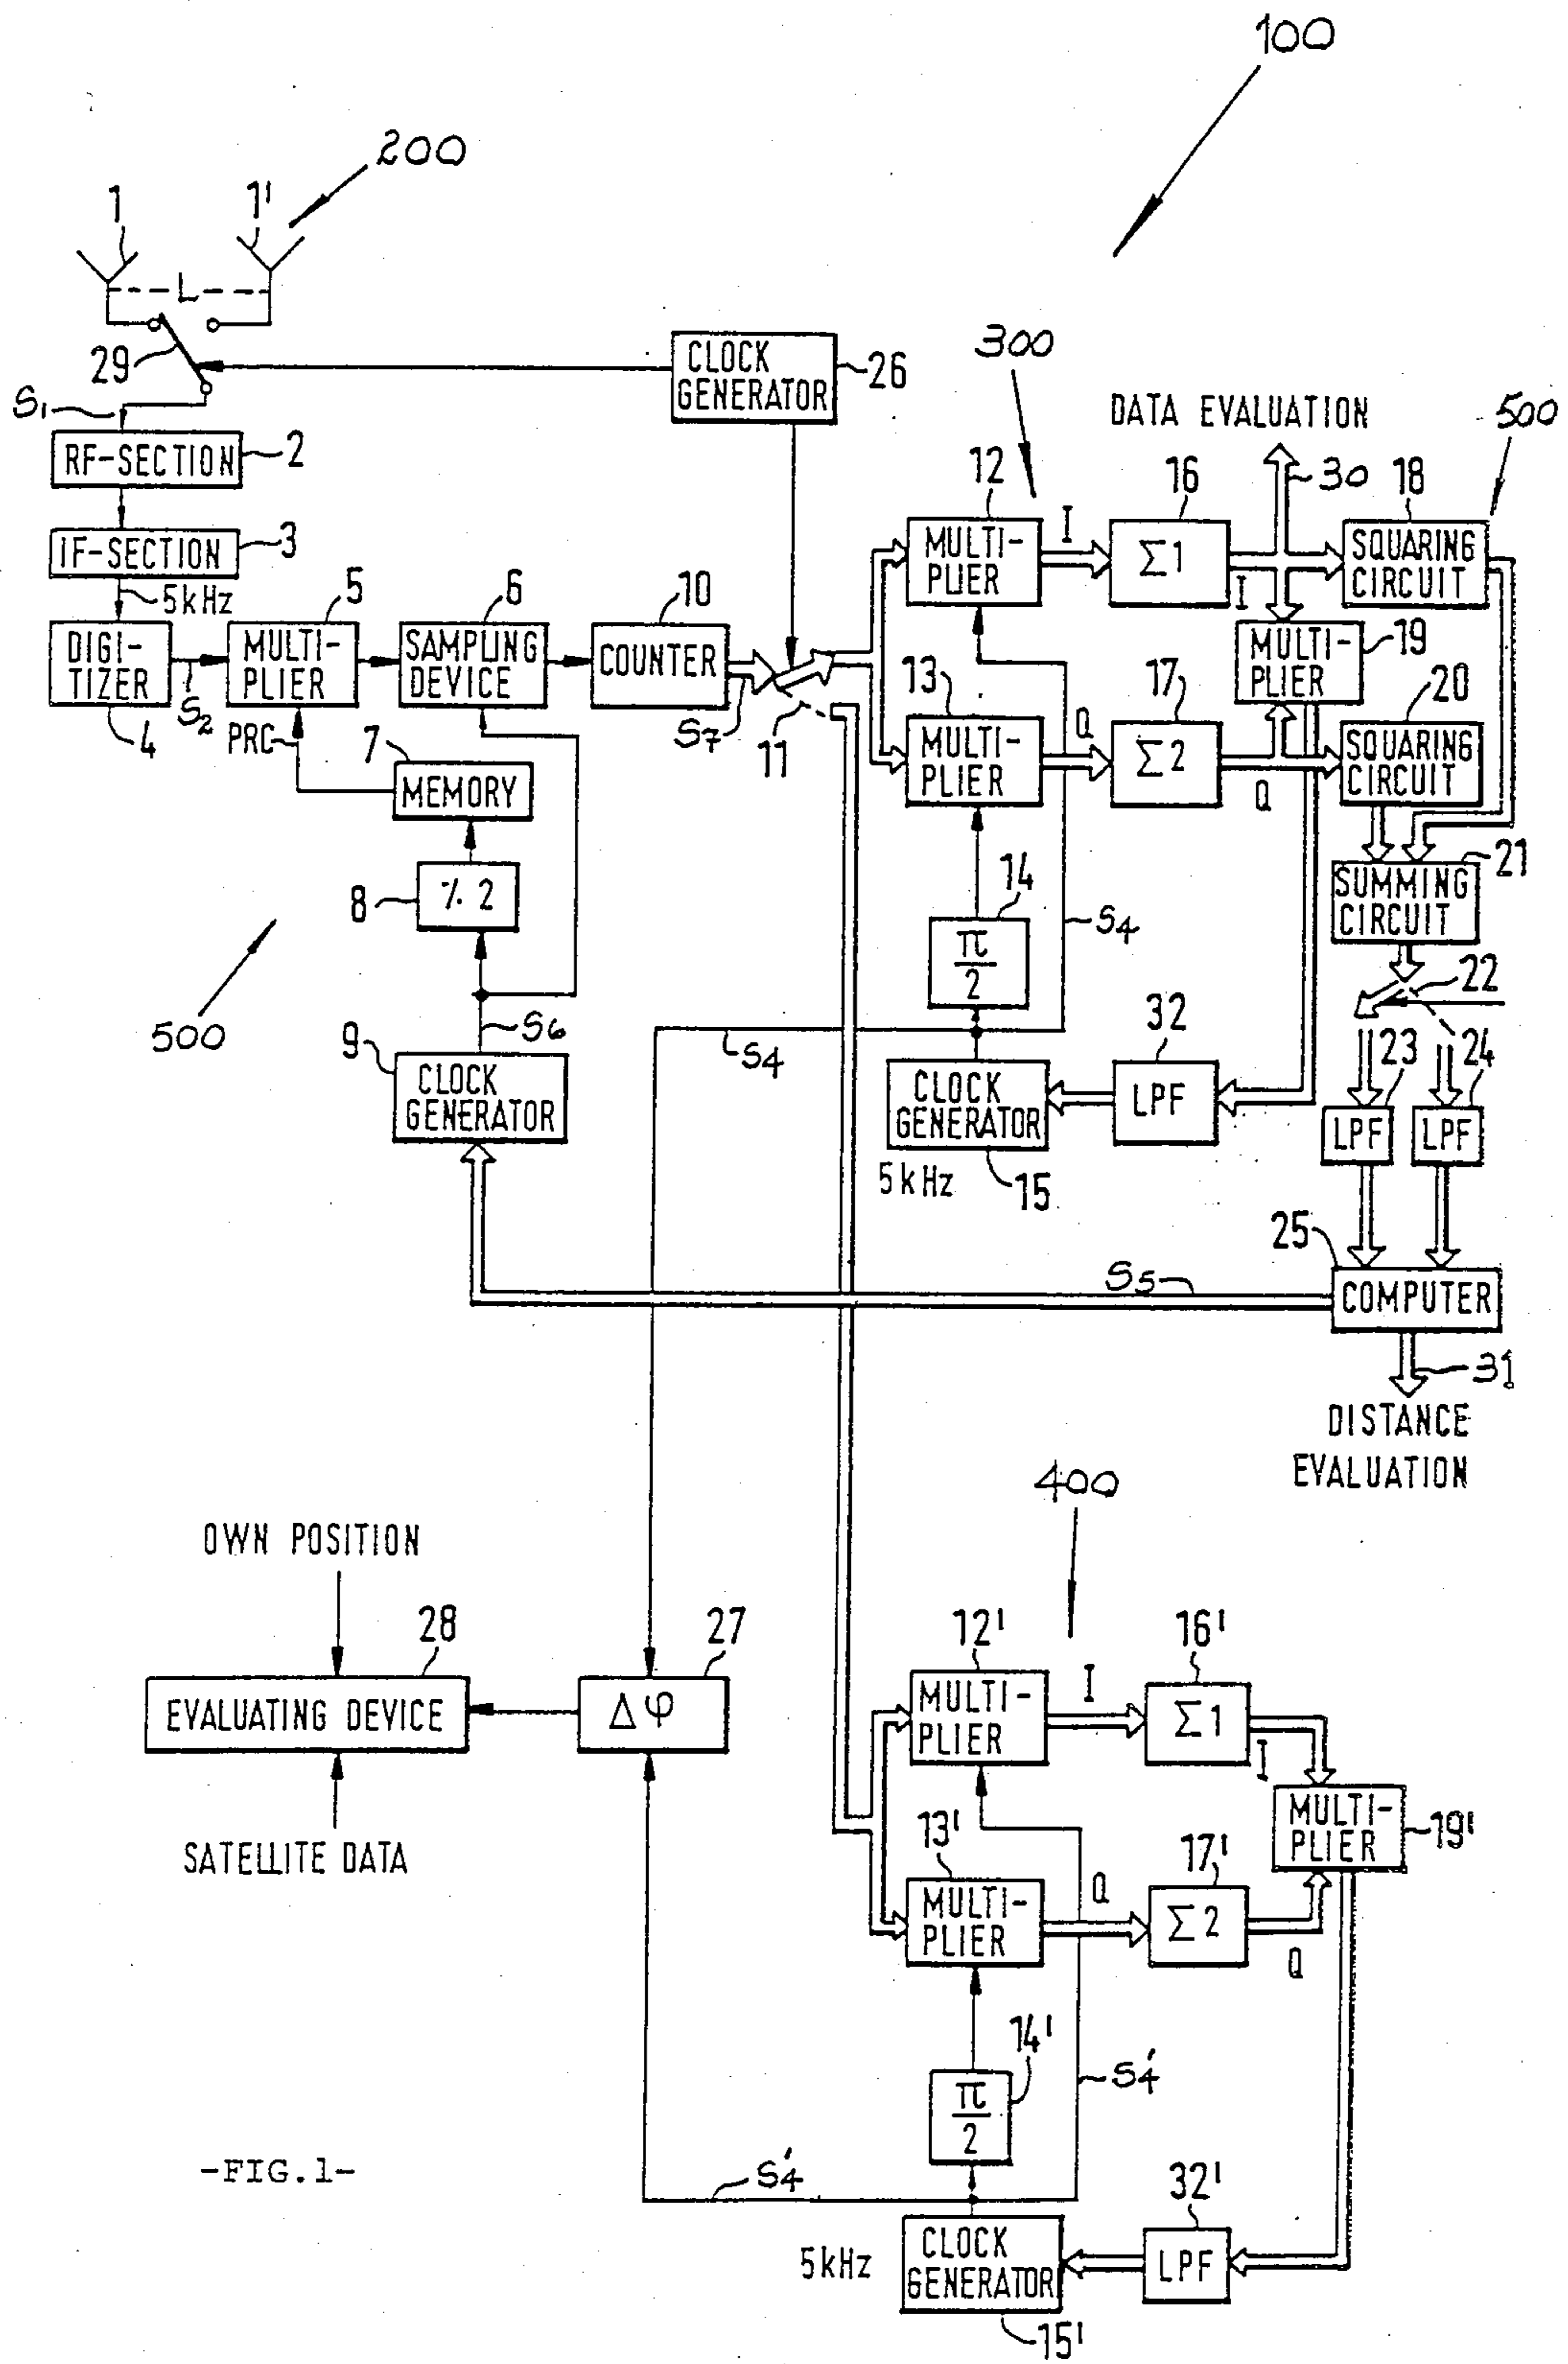 100
200
1
1'
L
29
S1
CLOCK
GENERATOR
26
300
DATA EVALUATION
500
RF-SECTION
2
12
16
30
18
IF-SECTION
3
5kHz
MULTI-
PLIER
I
Σ1
I
SQUARING
CIRCUIT
5
6
10
DIGI-
TIZER
MULTI-
PLIER
SAMPLING
DEVICE
COUNTER
MULTI-
PLIER
19
4
S2
PRC
7
S7
11
13
Q
17
20
MEMORY
MULTI-
PLIER
Σ2
Q
SQUARING
CIRCUIT
8
% 2
14
π
2
S4
21
SUMMING
CIRCUIT
22
500
S6
9
CLOCK
GENERATOR
S4
32
23
24
CLOCK
GENERATOR
LPF
LPF
LPF
5kHz
15
25
S5
COMPUTER
31
DISTANCE
EVALUATION
400
OWN POSITION
28
27
12'
16'
EVALUATING DEVICE
Δφ
MULTI-
PLIER
I
Σ1
I
SATELLITE DATA
13'
17'
MULTI-
PLIER
19'
MULTI-
PLIER
Q
Σ2
Q
14'
π
2
S4'
-FIG.1-
S4'
32'
5kHz
CLOCK
GENERATOR
LPF
15'